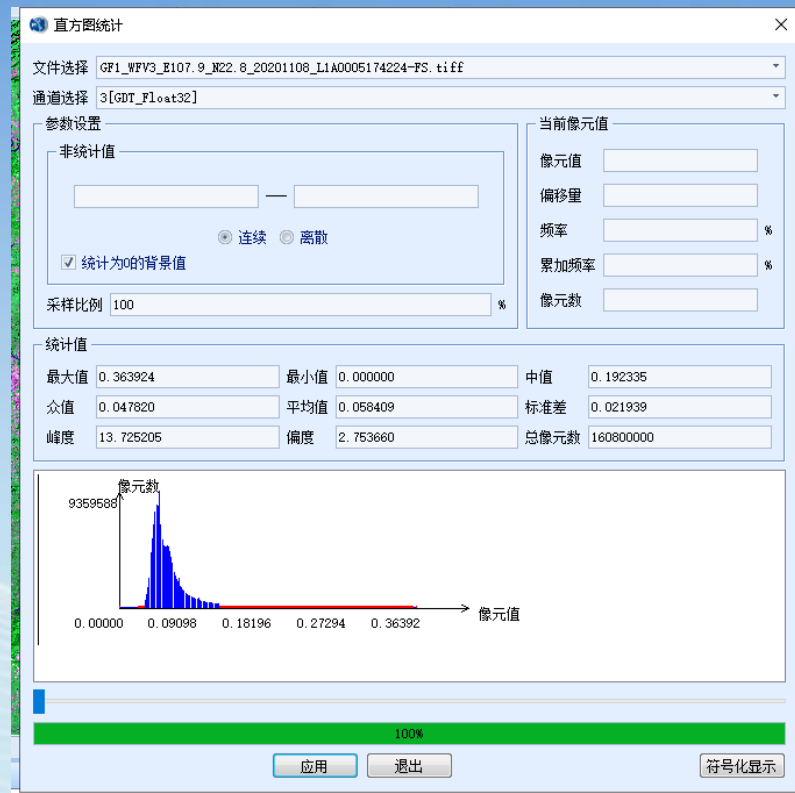 直方图统计
文件选择 GF1_WFV3_E107.9_N22.8_20201108_L1A0005174224-FS.tiff
通道选择 3[GDT_Float32]
参数设置
非统计值
—
连续 离散
统计为0的背景值
采样比例 100 %
当前像元值
像元值
偏移量
频率 %
累加频率 %
像元数
统计值
最大值 0.363924 最小值 0.000000 中值 0.192335
众值 0.047820 平均值 0.058409 标准差 0.021939
峰度 13.725205 偏度 2.753660 总像元数 160800000
像元数
9359588
像元值
0.00000 0.09098 0.18196 0.27294 0.36392
100%
应用 退出 符号化显示